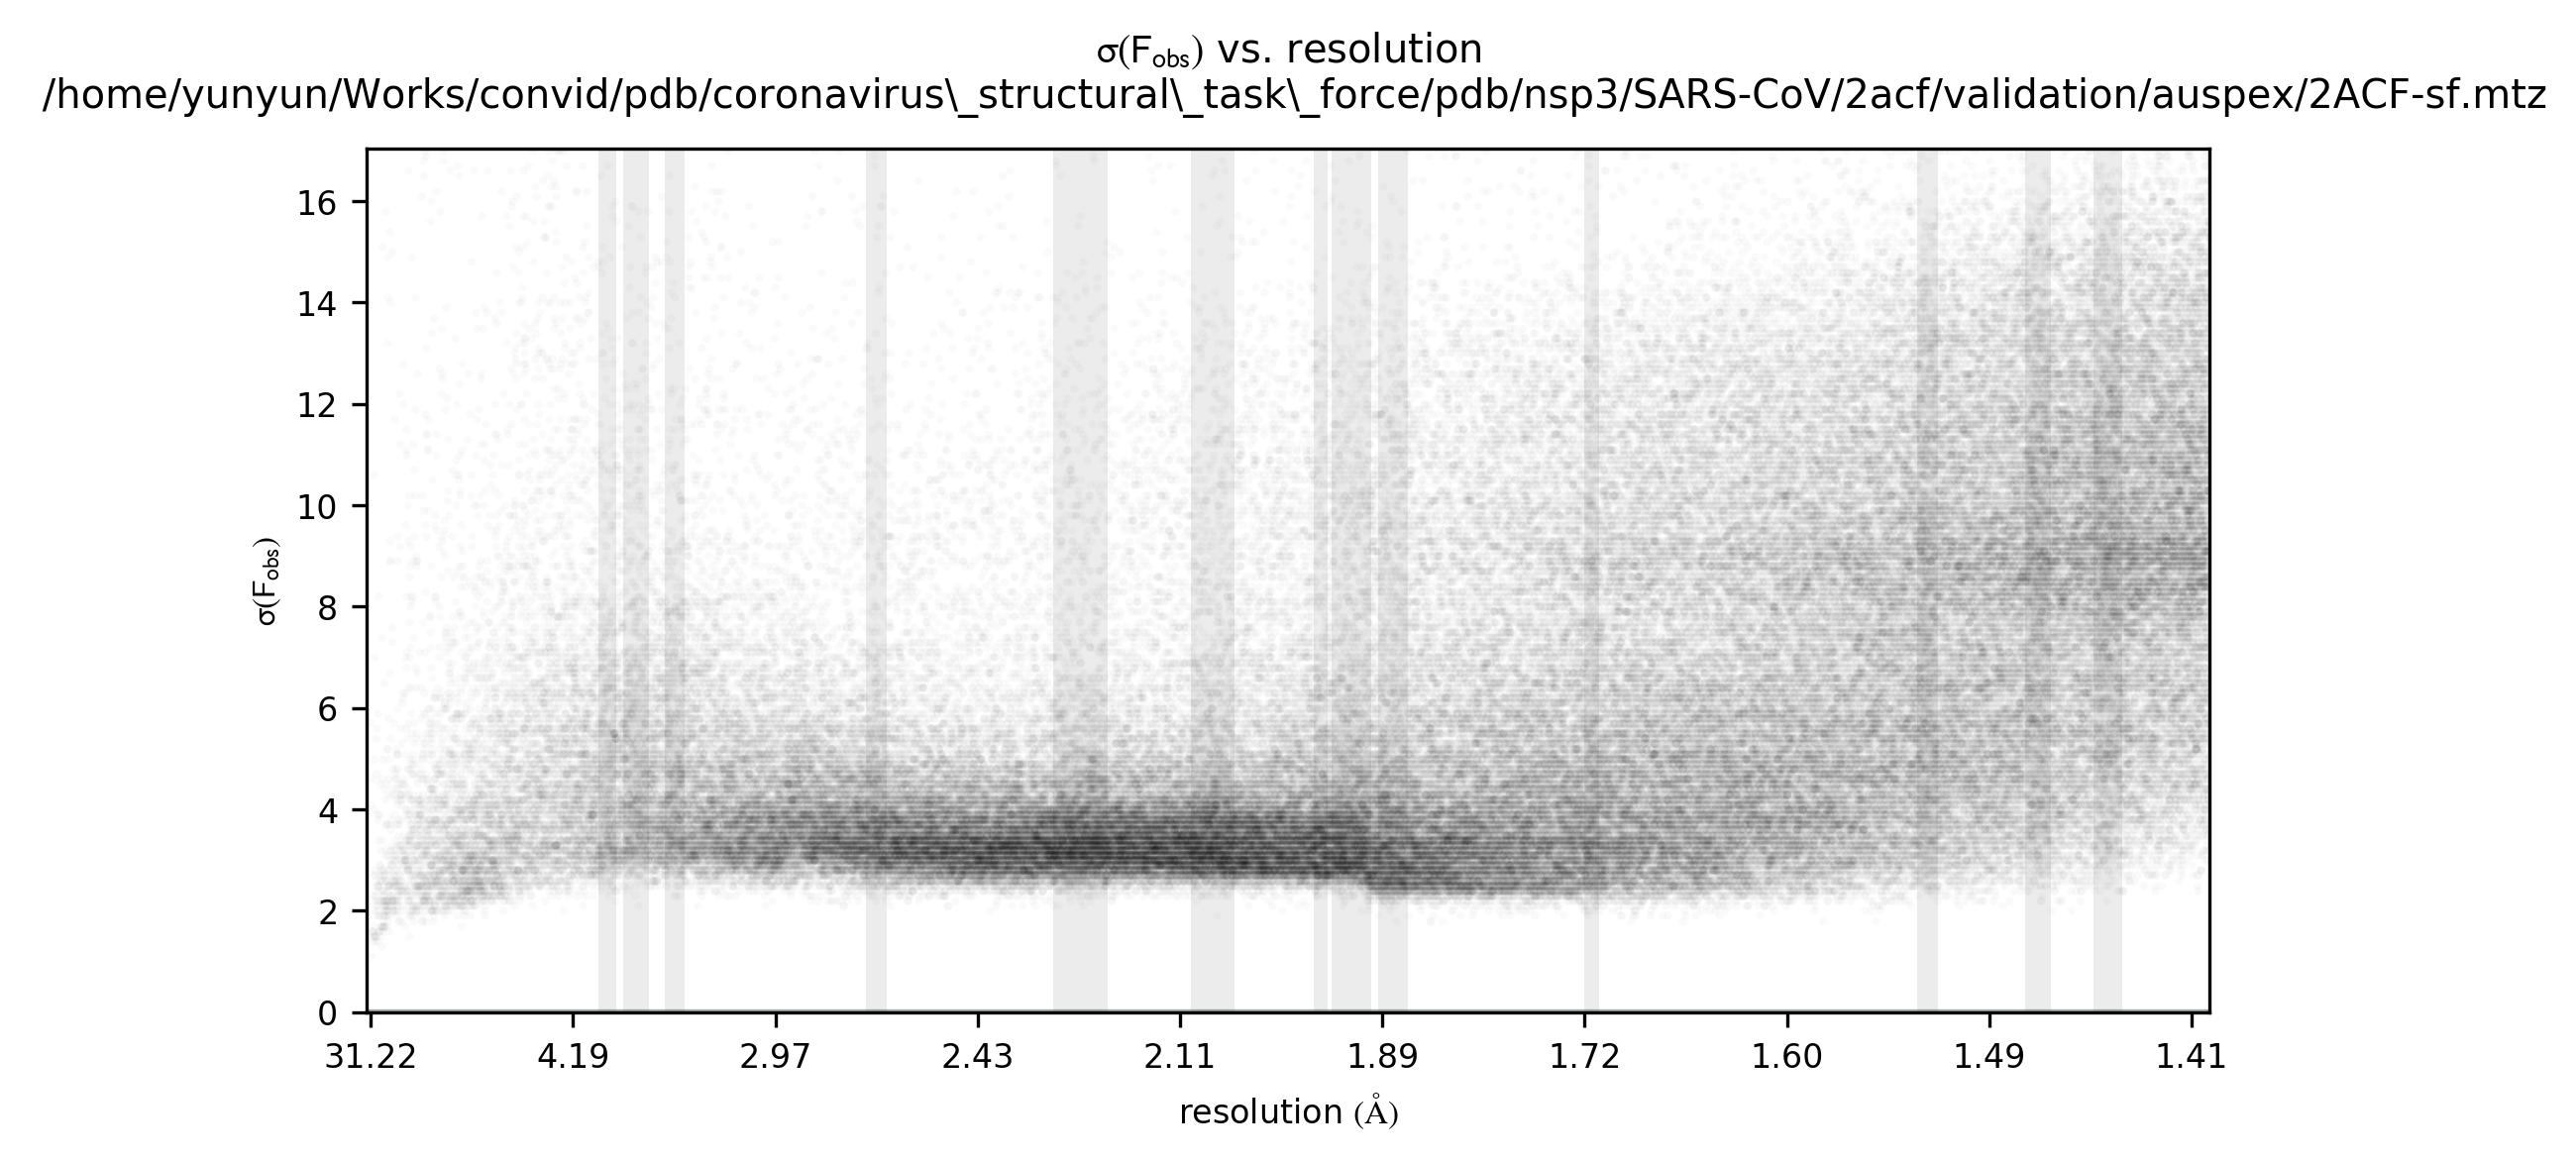 σ(F_obs) vs. resolution
/home/yunyun/Works/convid/pdb/coronavirus\_structural\_task\_force/pdb/nsp3/SARS-CoV/2acf/validation/auspex/2ACF-sf.mtz
16
14
12
10
8
6
4
2
0
σ(F_obs)
31.22 4.19 2.97 2.43 2.11 1.89 1.72 1.60 1.49 1.41
resolution (Å)